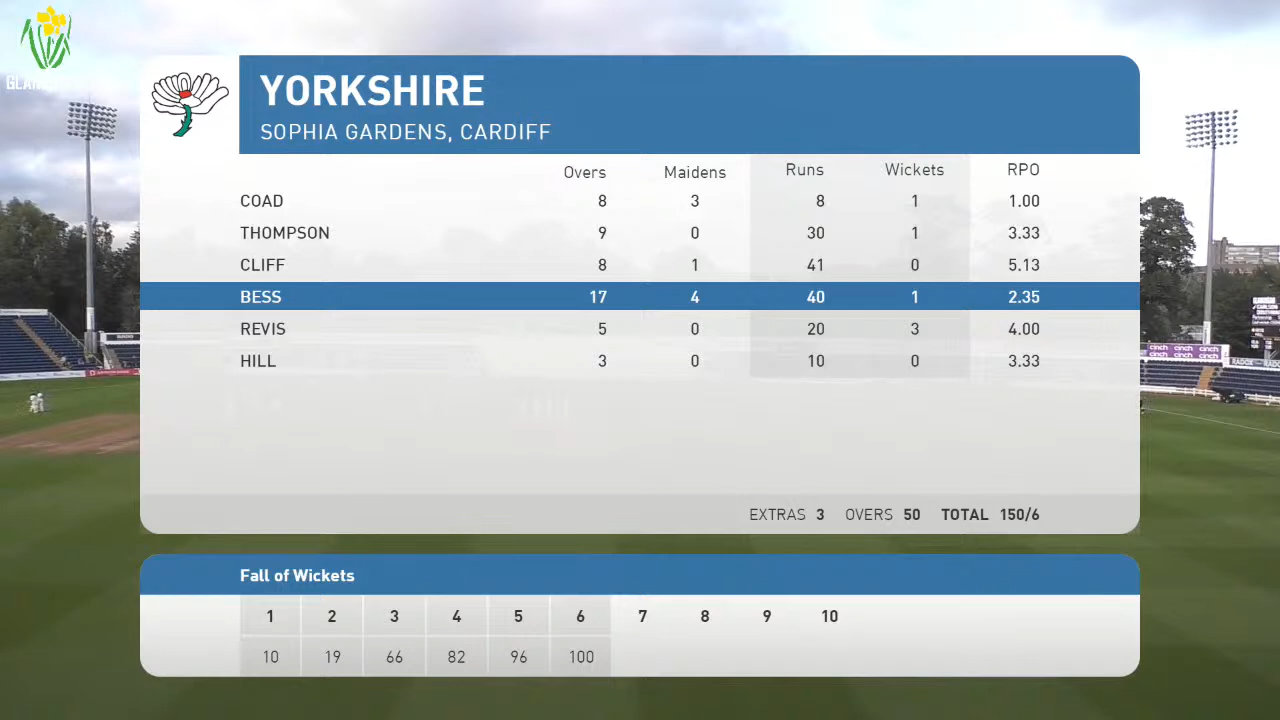 YORKSHIRE
SOPHIA GARDENS, CARDIFF
Overs Maidens Runs Wickets RPO
COAD 8 3 8 1 1.00
THOMPSON 9 0 30 1 3.33
CLIFF 8 1 41 0 5.13
BESS 17 4 40 1 2.35
REVIS 5 0 20 3 4.00
HILL 3 0 10 0 3.33
EXTRAS 3 OVERS 50 TOTAL 150/6
Fall of Wickets
1 2 3 4 5 6 7 8 9 10
10 19 66 82 96 100
cinch cinch
cinch cinch